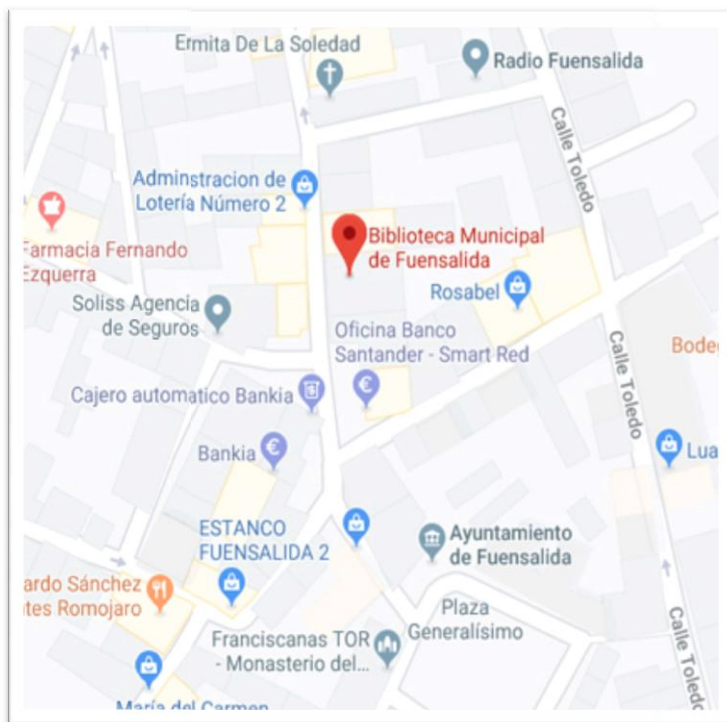 Ermita De La Soledad
Radio Fuensalida
Calle Toledo
Adminstracion de
Lotería Número 2
Farmacia Fernando
Ezquerra
Biblioteca Municipal
de Fuensalida
Rosabel
Soliss Agencia
de Seguros
Oficina Banco
Santander - Smart Red
Calle Toledo
Bode
Cajero automatico Bankia
Bankia
Lua
ESTANCO
FUENSALIDA 2
Ayuntamiento
de Fuensalida
ardo Sánchez
tes Romojaro
Plaza
Generalísimo
Calle Toledo
Franciscanas TOR
- Monasterio del...
María del Carmen